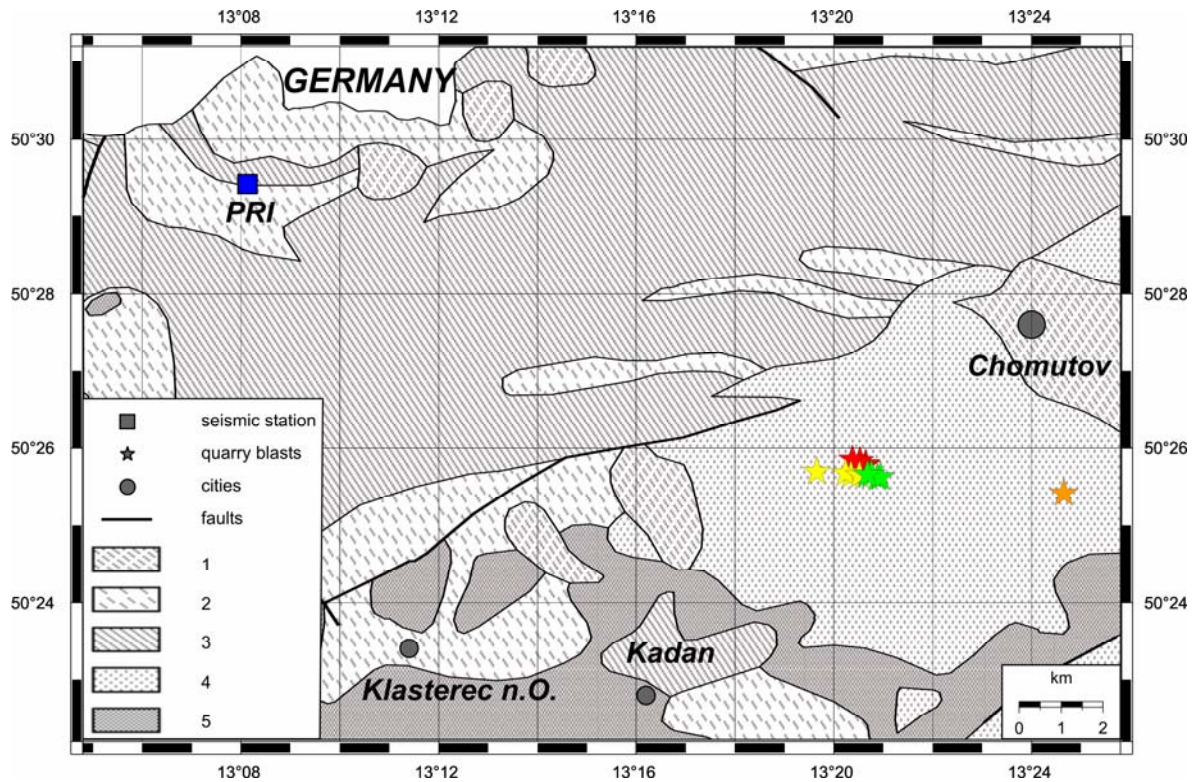 13°08 13°12 13°16 13°20 13°24
GERMANY
50°30 50°30
PRI
50°28 50°28
Chomutov
seismic station
50°26 50°26
quarry blasts
cities
faults
1
50°24 50°24
2
3
Kadan
4
Klasterec n.O.
km
5
0 1 2
13°08 13°12 13°16 13°20 13°24